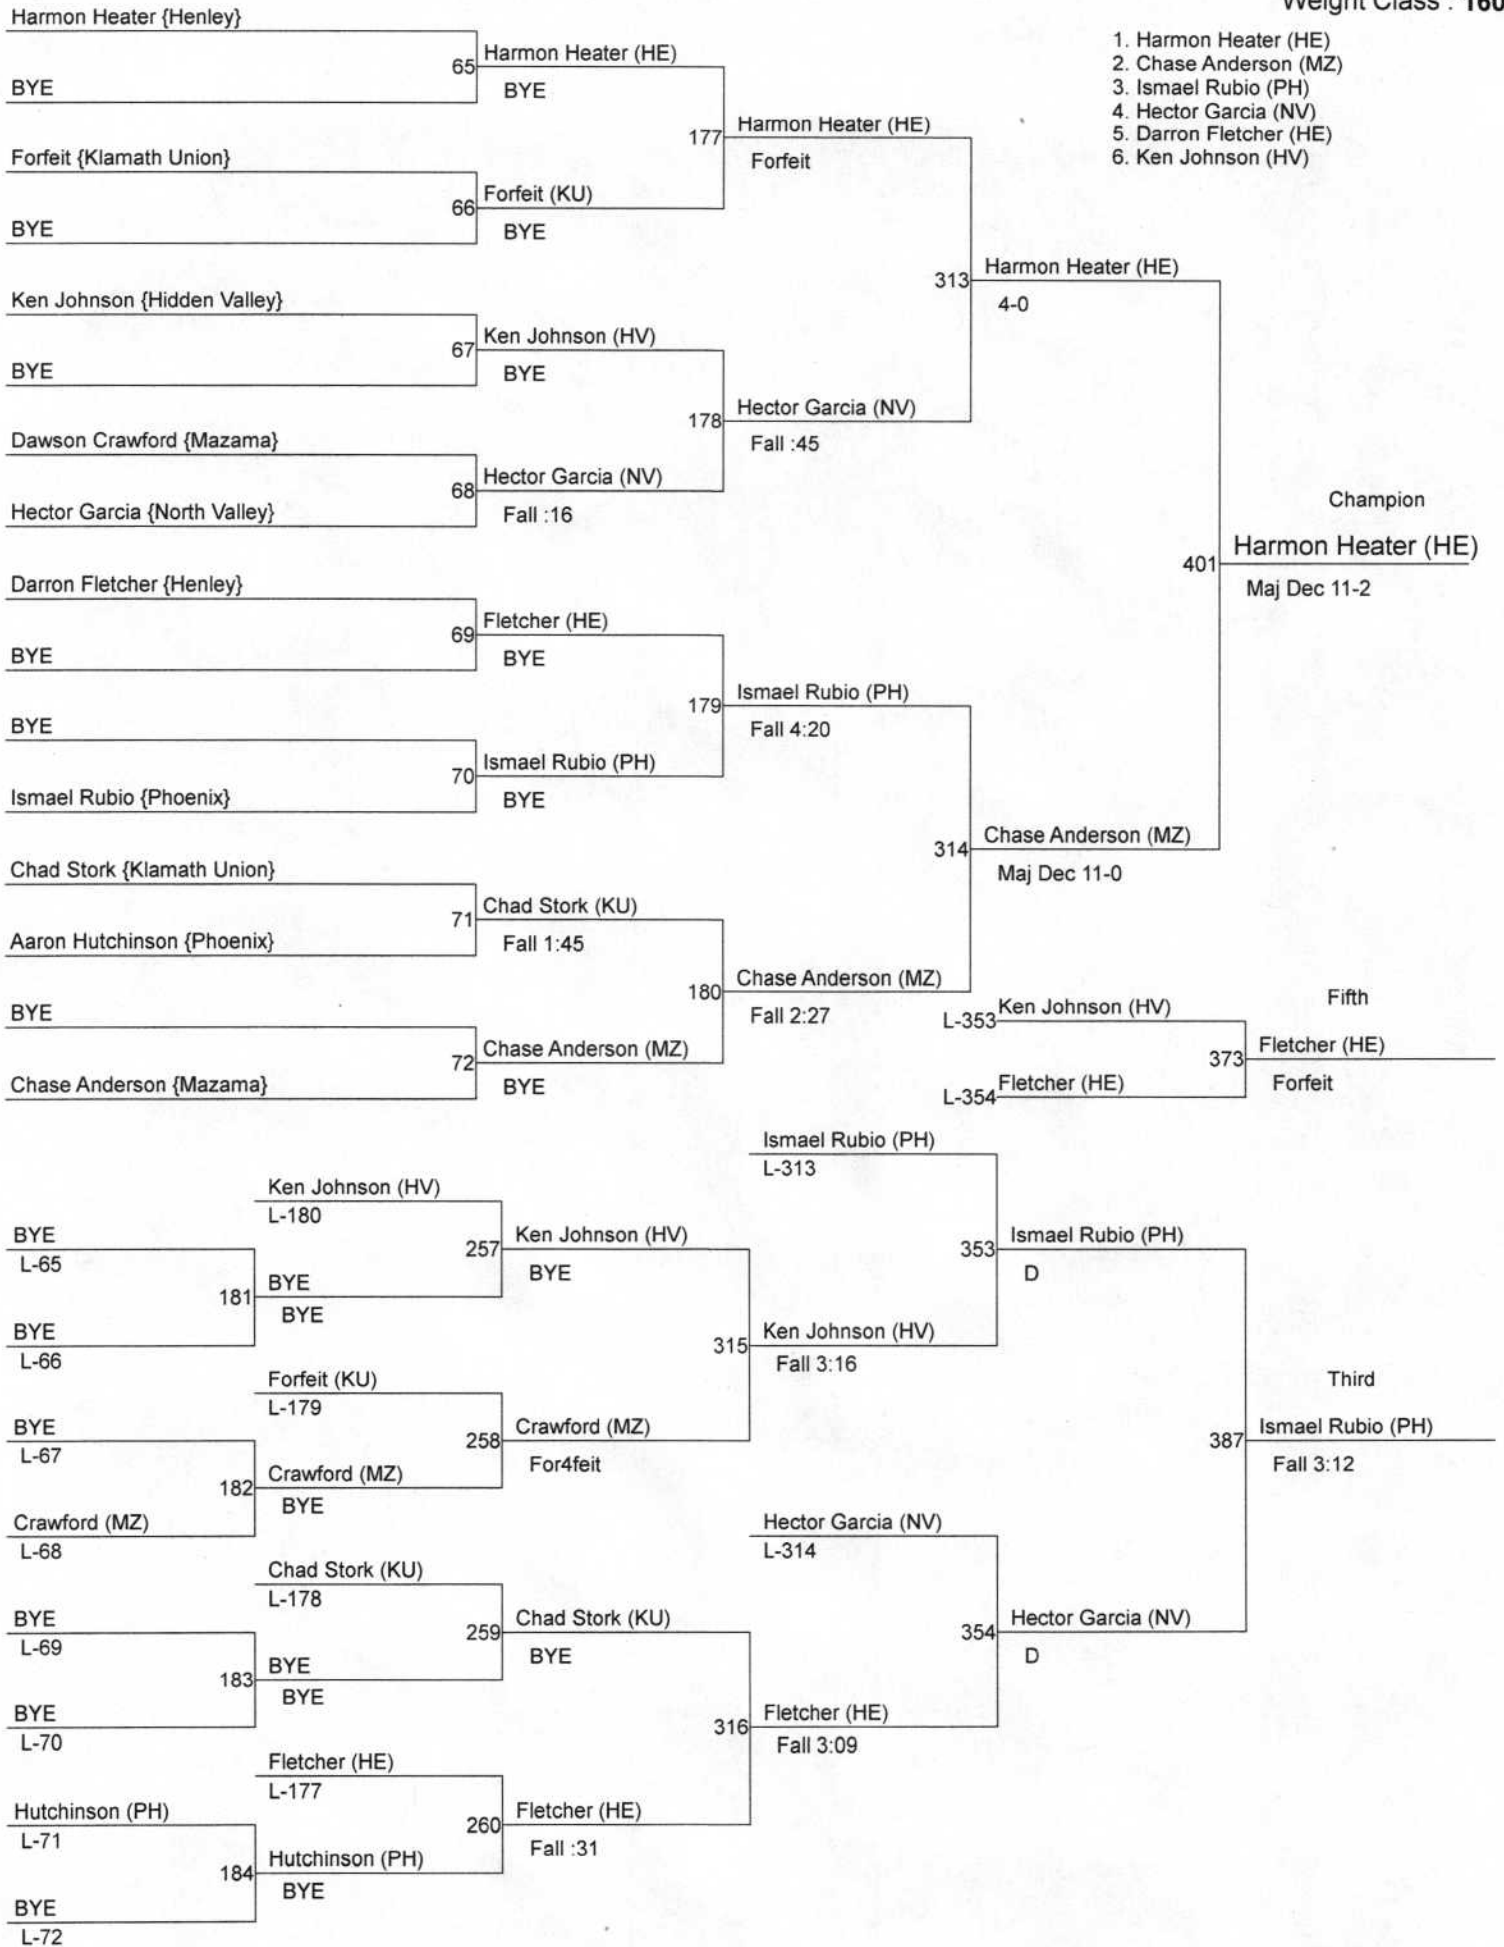 Weight Class : 160
1. Harmon Heater (HE)
2. Chase Anderson (MZ)
3. Ismael Rubio (PH)
4. Hector Garcia (NV)
5. Darron Fletcher (HE)
6. Ken Johnson (HV)
Harmon Heater {Henley}
65
Harmon Heater (HE)
BYE
BYE
177
Harmon Heater (HE)
Forfeit
Forfeit {Klamath Union}
66
Forfeit (KU)
BYE
BYE
313
Harmon Heater (HE)
4-0
Ken Johnson {Hidden Valley}
67
Ken Johnson (HV)
BYE
BYE
178
Hector Garcia (NV)
Fall :45
Dawson Crawford {Mazama}
68
Hector Garcia (NV)
Fall :16
Hector Garcia {North Valley}
Champion
401
Harmon Heater (HE)
Maj Dec 11-2
Darron Fletcher {Henley}
69
Fletcher (HE)
BYE
BYE
179
Ismael Rubio (PH)
Fall 4:20
BYE
70
Ismael Rubio (PH)
BYE
Ismael Rubio {Phoenix}
314
Chase Anderson (MZ)
Maj Dec 11-0
Chad Stork {Klamath Union}
71
Chad Stork (KU)
Fall 1:45
Aaron Hutchinson {Phoenix}
180
Chase Anderson (MZ)
Fall 2:27
BYE
72
Chase Anderson (MZ)
BYE
Chase Anderson {Mazama}
Fifth
L-353
Ken Johnson (HV)
373
Fletcher (HE)
Forfeit
L-354
Fletcher (HE)
Ismael Rubio (PH)
L-313
Ken Johnson (HV)
L-180
BYE
L-65
257
Ken Johnson (HV)
BYE
353
Ismael Rubio (PH)
D
181
BYE
BYE
BYE
L-66
315
Ken Johnson (HV)
Fall 3:16
Forfeit (KU)
L-179
Third
BYE
L-67
258
Crawford (MZ)
For4feit
387
Ismael Rubio (PH)
Fall 3:12
182
Crawford (MZ)
BYE
Crawford (MZ)
L-68
Hector Garcia (NV)
L-314
Chad Stork (KU)
L-178
BYE
L-69
259
Chad Stork (KU)
BYE
354
Hector Garcia (NV)
D
183
BYE
BYE
BYE
L-70
316
Fletcher (HE)
Fall 3:09
Fletcher (HE)
L-177
Hutchinson (PH)
L-71
260
Fletcher (HE)
Fall :31
184
Hutchinson (PH)
BYE
BYE
L-72